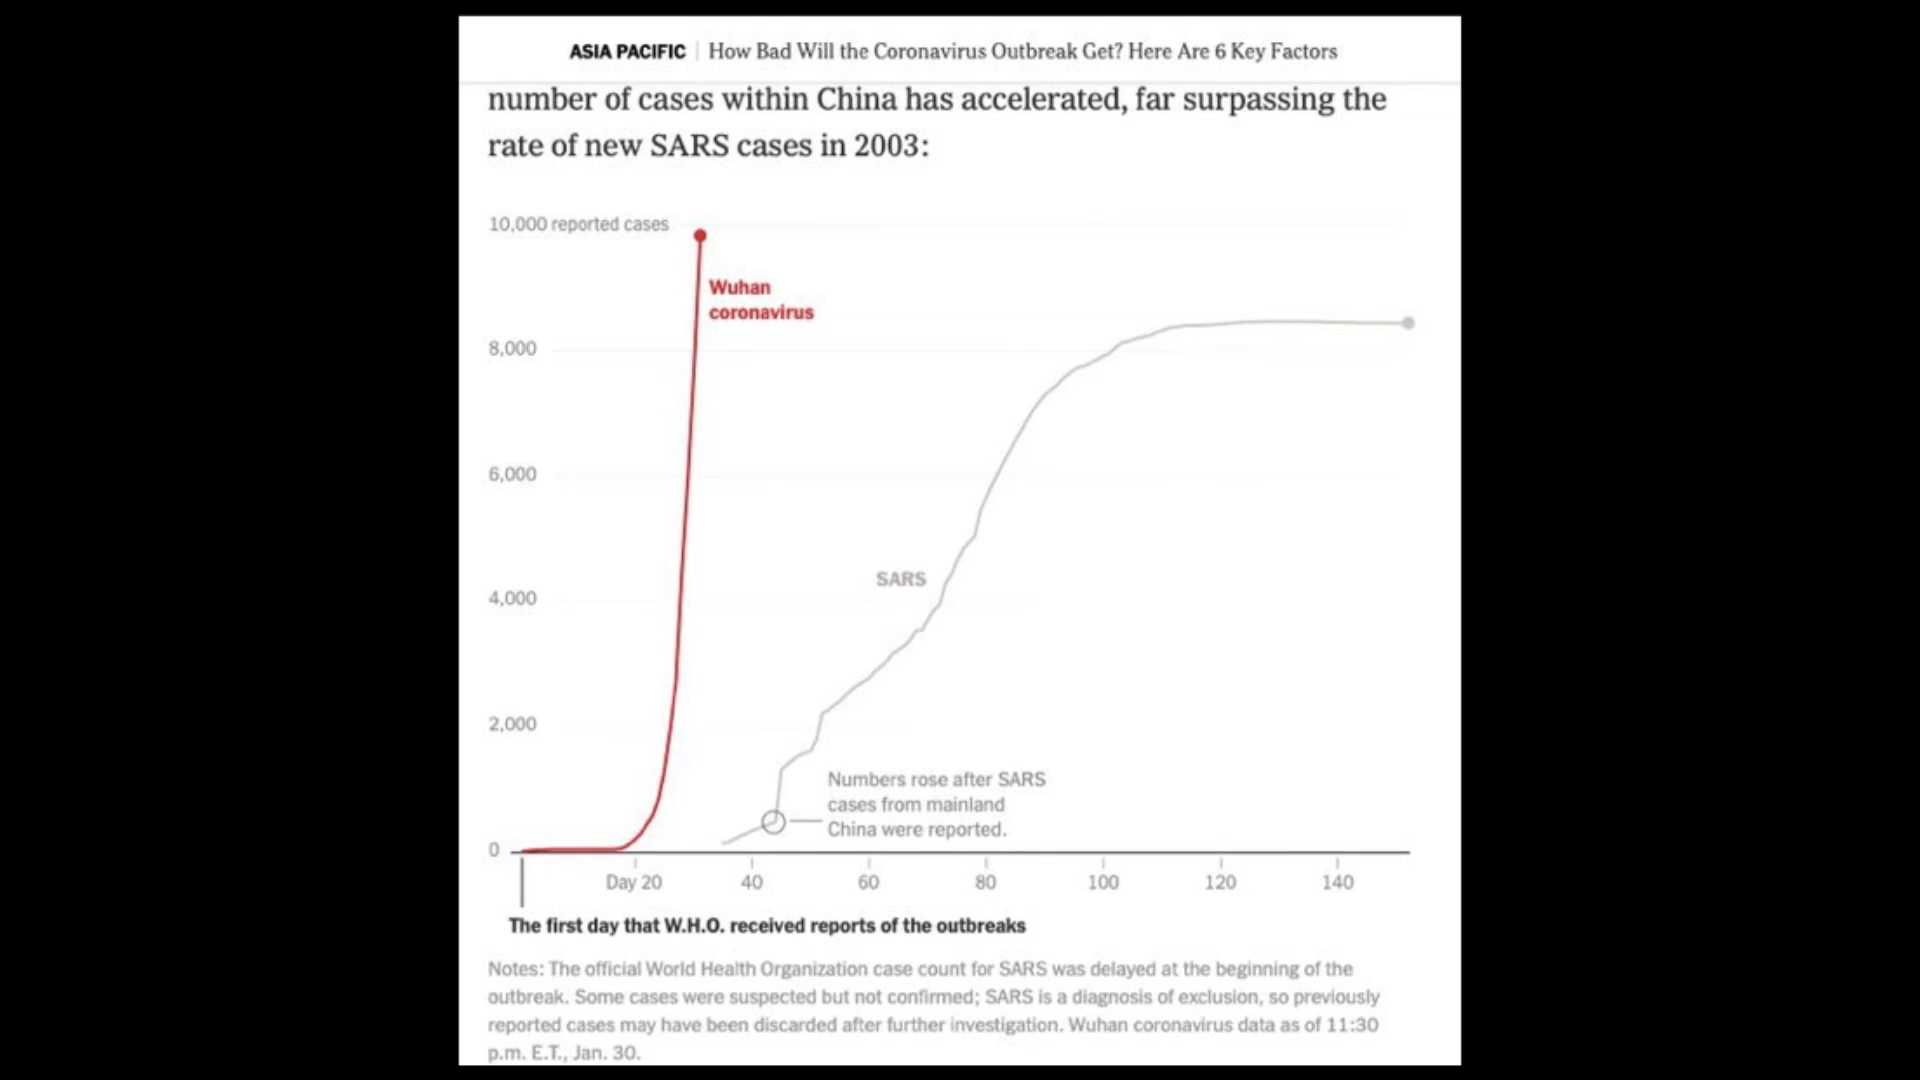 ASIA PACIFIC | How Bad Will the Coronavirus Outbreak Get? Here Are 6 Key Factors
number of cases within China has accelerated, far surpassing the
rate of new SARS cases in 2003:
10,000 reported cases
Wuhan
coronavirus
8,000
6,000
SARS
4,000
2,000
Numbers rose after SARS
cases from mainland
China were reported.
0
Day 20 40 60 80 100 120 140
The first day that W.H.O. received reports of the outbreaks
Notes: The official World Health Organization case count for SARS was delayed at the beginning of the
outbreak. Some cases were suspected but not confirmed; SARS is a diagnosis of exclusion, so previously
reported cases may have been discarded after further investigation. Wuhan coronavirus data as of 11:30
p.m. E.T., Jan. 30.